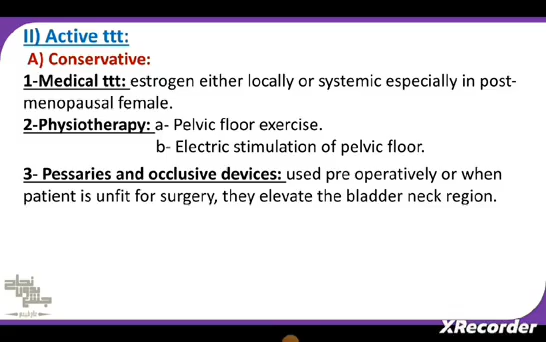 II) Active ttt:
A) Conservative:
1-Medical ttt: estrogen either locally or systemic especially in post-
menopausal female.
2-Physiotherapy: a- Pelvic floor exercise.
b- Electric stimulation of pelvic floor.
3- Pessaries and occlusive devices: used pre operatively or when
patient is unfit for surgery, they elevate the bladder neck region.
XRecorder